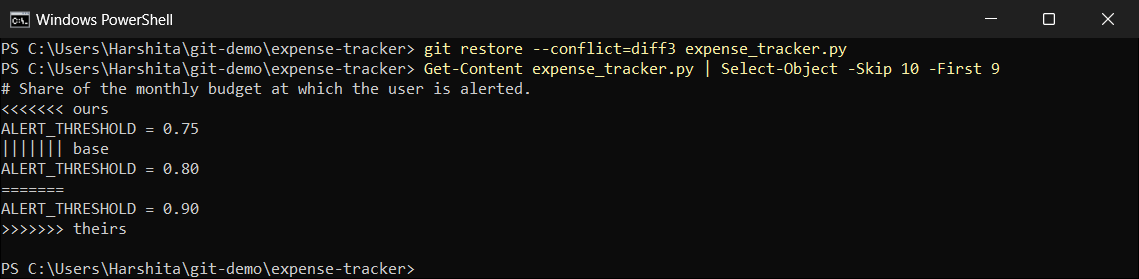 Windows PowerShell
PS C:\Users\Harshita\git-demo\expense-tracker> git restore --conflict=diff3 expense_tracker.py
PS C:\Users\Harshita\git-demo\expense-tracker> Get-Content expense_tracker.py | Select-Object -Skip 10 -First 9
# Share of the monthly budget at which the user is alerted.
<<<<<<< ours
ALERT_THRESHOLD = 0.75
||||||| base
ALERT_THRESHOLD = 0.80
=======
ALERT_THRESHOLD = 0.90
>>>>>>> theirs
PS C:\Users\Harshita\git-demo\expense-tracker>